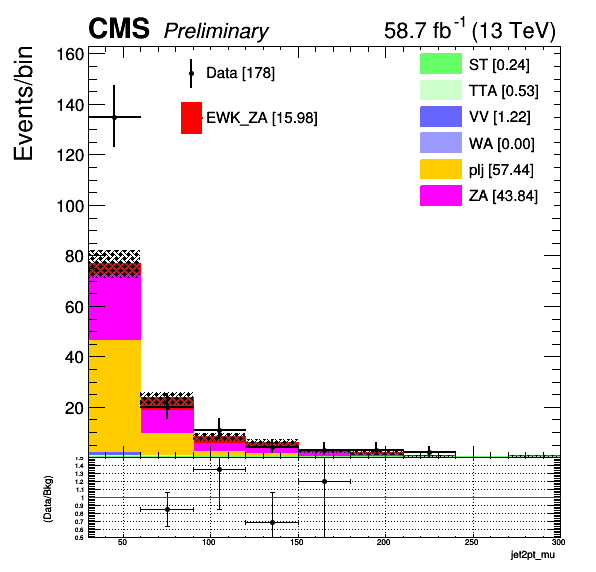 CMS Preliminary 58.7 fb⁻¹ (13 TeV)
Events/bin
160
140
120
100
80
60
40
20
Data [178]
EWK_ZA [15.98]
ST [0.24]
TTA [0.53]
VV [1.22]
WA [0.00]
plj [57.44]
ZA [43.84]
(Data/Bkg)
1.5
1.4
1.3
1.2
1.1
1
0.9
0.8
0.7
0.6
0.5
50 100 150 200 250 300
jet2pt_mu